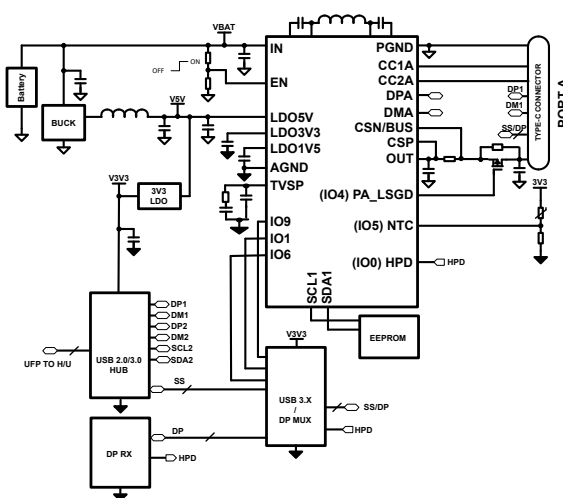 VBAT
IN
PGND
OFF
ON
CC1A
EN
CC2A
Battery
DPA
DP1
BUCK
V5V
LDO5V
DMA
DM1
LDO3V3
CSN/BUS
SS/DP
LDO1V5
CSP
TYPE-C CONNECTOR
PORT A
AGND
OUT
V3V3
TVSP
3V3
3V3
LDO
IO9
(IO4) PA_LSGD
IO1
(IO5) NTC
IO6
(IO0) HPD
HPD
SCL1
SDA1
DP1
DM1
DP2
DM2
SCL2
SDA2
USB 2.0/3.0
HUB
UFP TO H/U
EEPROM
V3V3
SS
USB 3.X
/
DP MUX
SS/DP
HPD
DP
DP RX
HPD